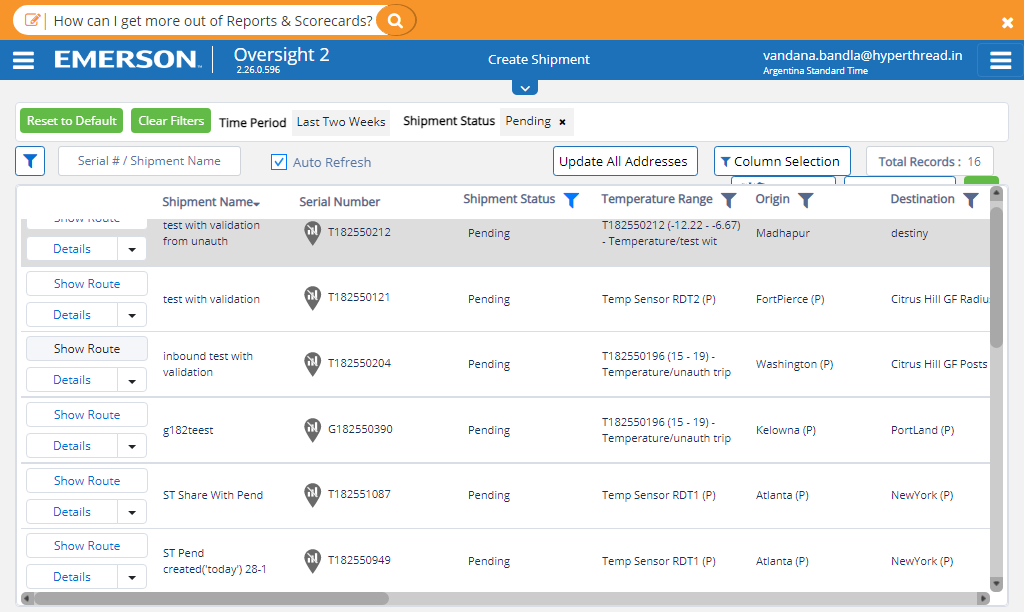 How can I get more out of Reports & Scorecards?
EMERSON Oversight 2
2.26.0.596
Create Shipment
vandana.bandla@hyperthread.in
Argentina Standard Time
Reset to Default Clear Filters Time Period Last Two Weeks Shipment Status Pending ×
Serial # / Shipment Name Auto Refresh Update All Addresses Column Selection Total Records : 16
Shipment Name Serial Number Shipment Status Temperature Range Origin Destination
Show Route
Details
test with validation
from unauth
T182550212
Pending
T182550212 (-12.22 - -6.67)
- Temperature/test wit
Madhapur
destiny
Show Route
Details
test with validation
T182550121
Pending
Temp Sensor RDT2 (P)
FortPierce (P)
Citrus Hill GF Radiu
Show Route
Details
inbound test with
validation
T182550204
Pending
T182550196 (15 - 19) -
Temperature/unauth trip
Washington (P)
Citrus Hill GF Posts
Show Route
Details
g182teest
G182550390
Pending
T182550196 (15 - 19) -
Temperature/unauth trip
Kelowna (P)
PortLand (P)
Show Route
Details
ST Share With Pend
T182551087
Pending
Temp Sensor RDT1 (P)
Atlanta (P)
NewYork (P)
Show Route
Details
ST Pend
created('today') 28-1
T182550949
Pending
Temp Sensor RDT1 (P)
Atlanta (P)
NewYork (P)